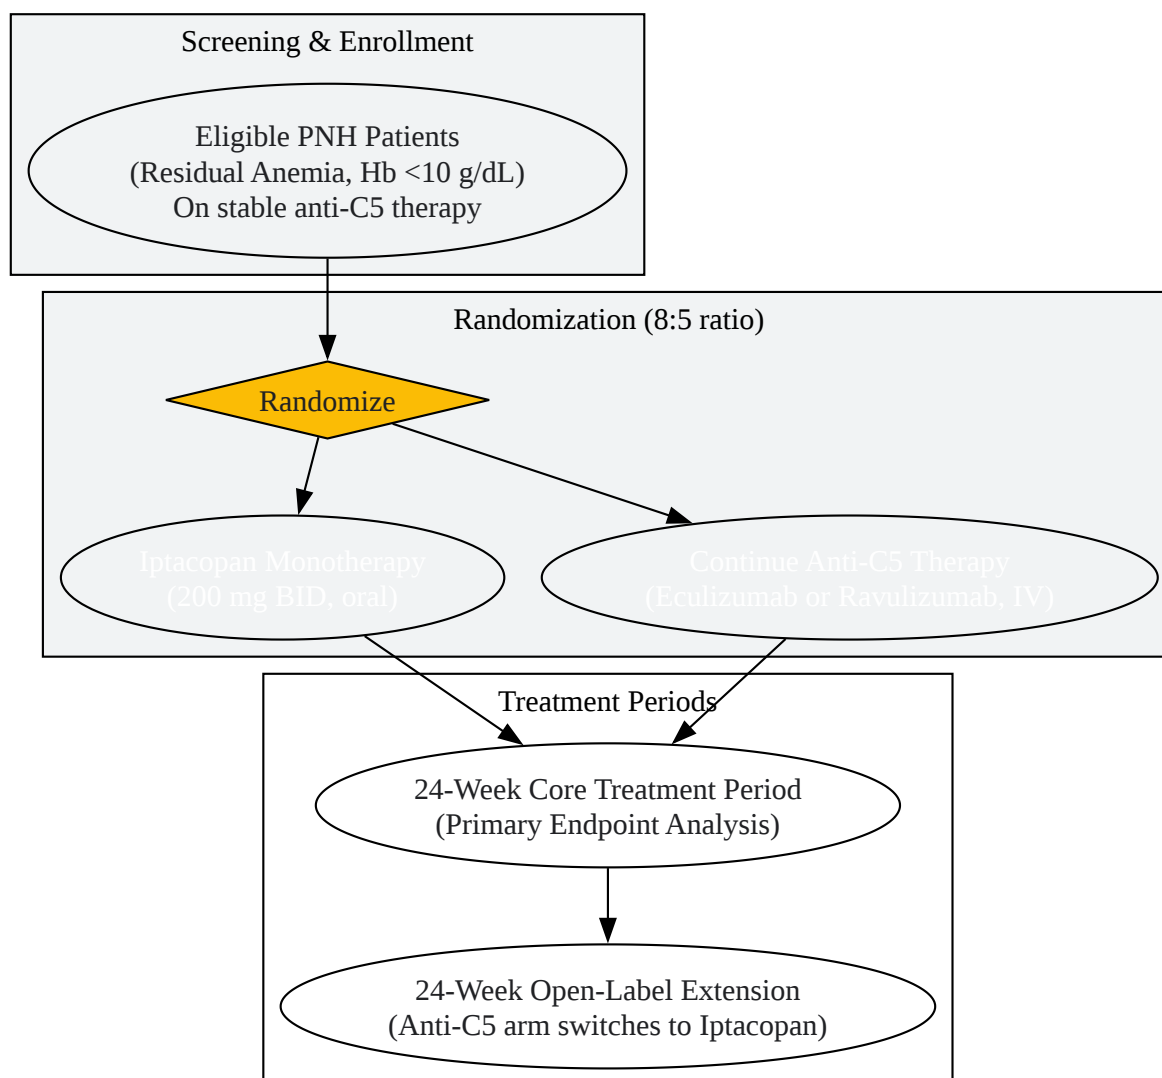 Screening & Enrollment
Eligible PNH Patients
(Residual Anemia, Hb <10 g/dL)
On stable anti-C5 therapy
Randomization (8:5 ratio)
Randomize
Iptacopan Monotherapy
(200 mg BID, oral)
Continue Anti-C5 Therapy
(Eculizumab or Ravulizumab, IV)
Treatment Periods
24-Week Core Treatment Period
(Primary Endpoint Analysis)
24-Week Open-Label Extension
(Anti-C5 arm switches to Iptacopan)